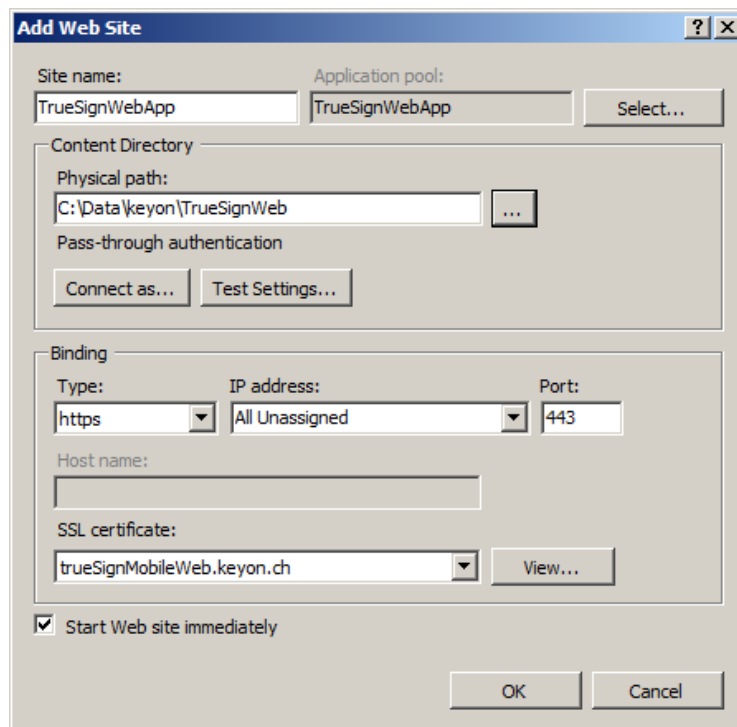 Add Web Site
Site name:
Application pool:
TrueSignWebApp
TrueSignWebApp
Select...
Content Directory
Physical path:
C:\Data\keyon\TrueSignWeb
...
Pass-through authentication
Connect as...
Test Settings...
Binding
Type:
IP address:
Port:
https
All Unassigned
443
Host name:
SSL certificate:
trueSignMobileWeb.keyon.ch
View...
Start Web site immediately
OK
Cancel